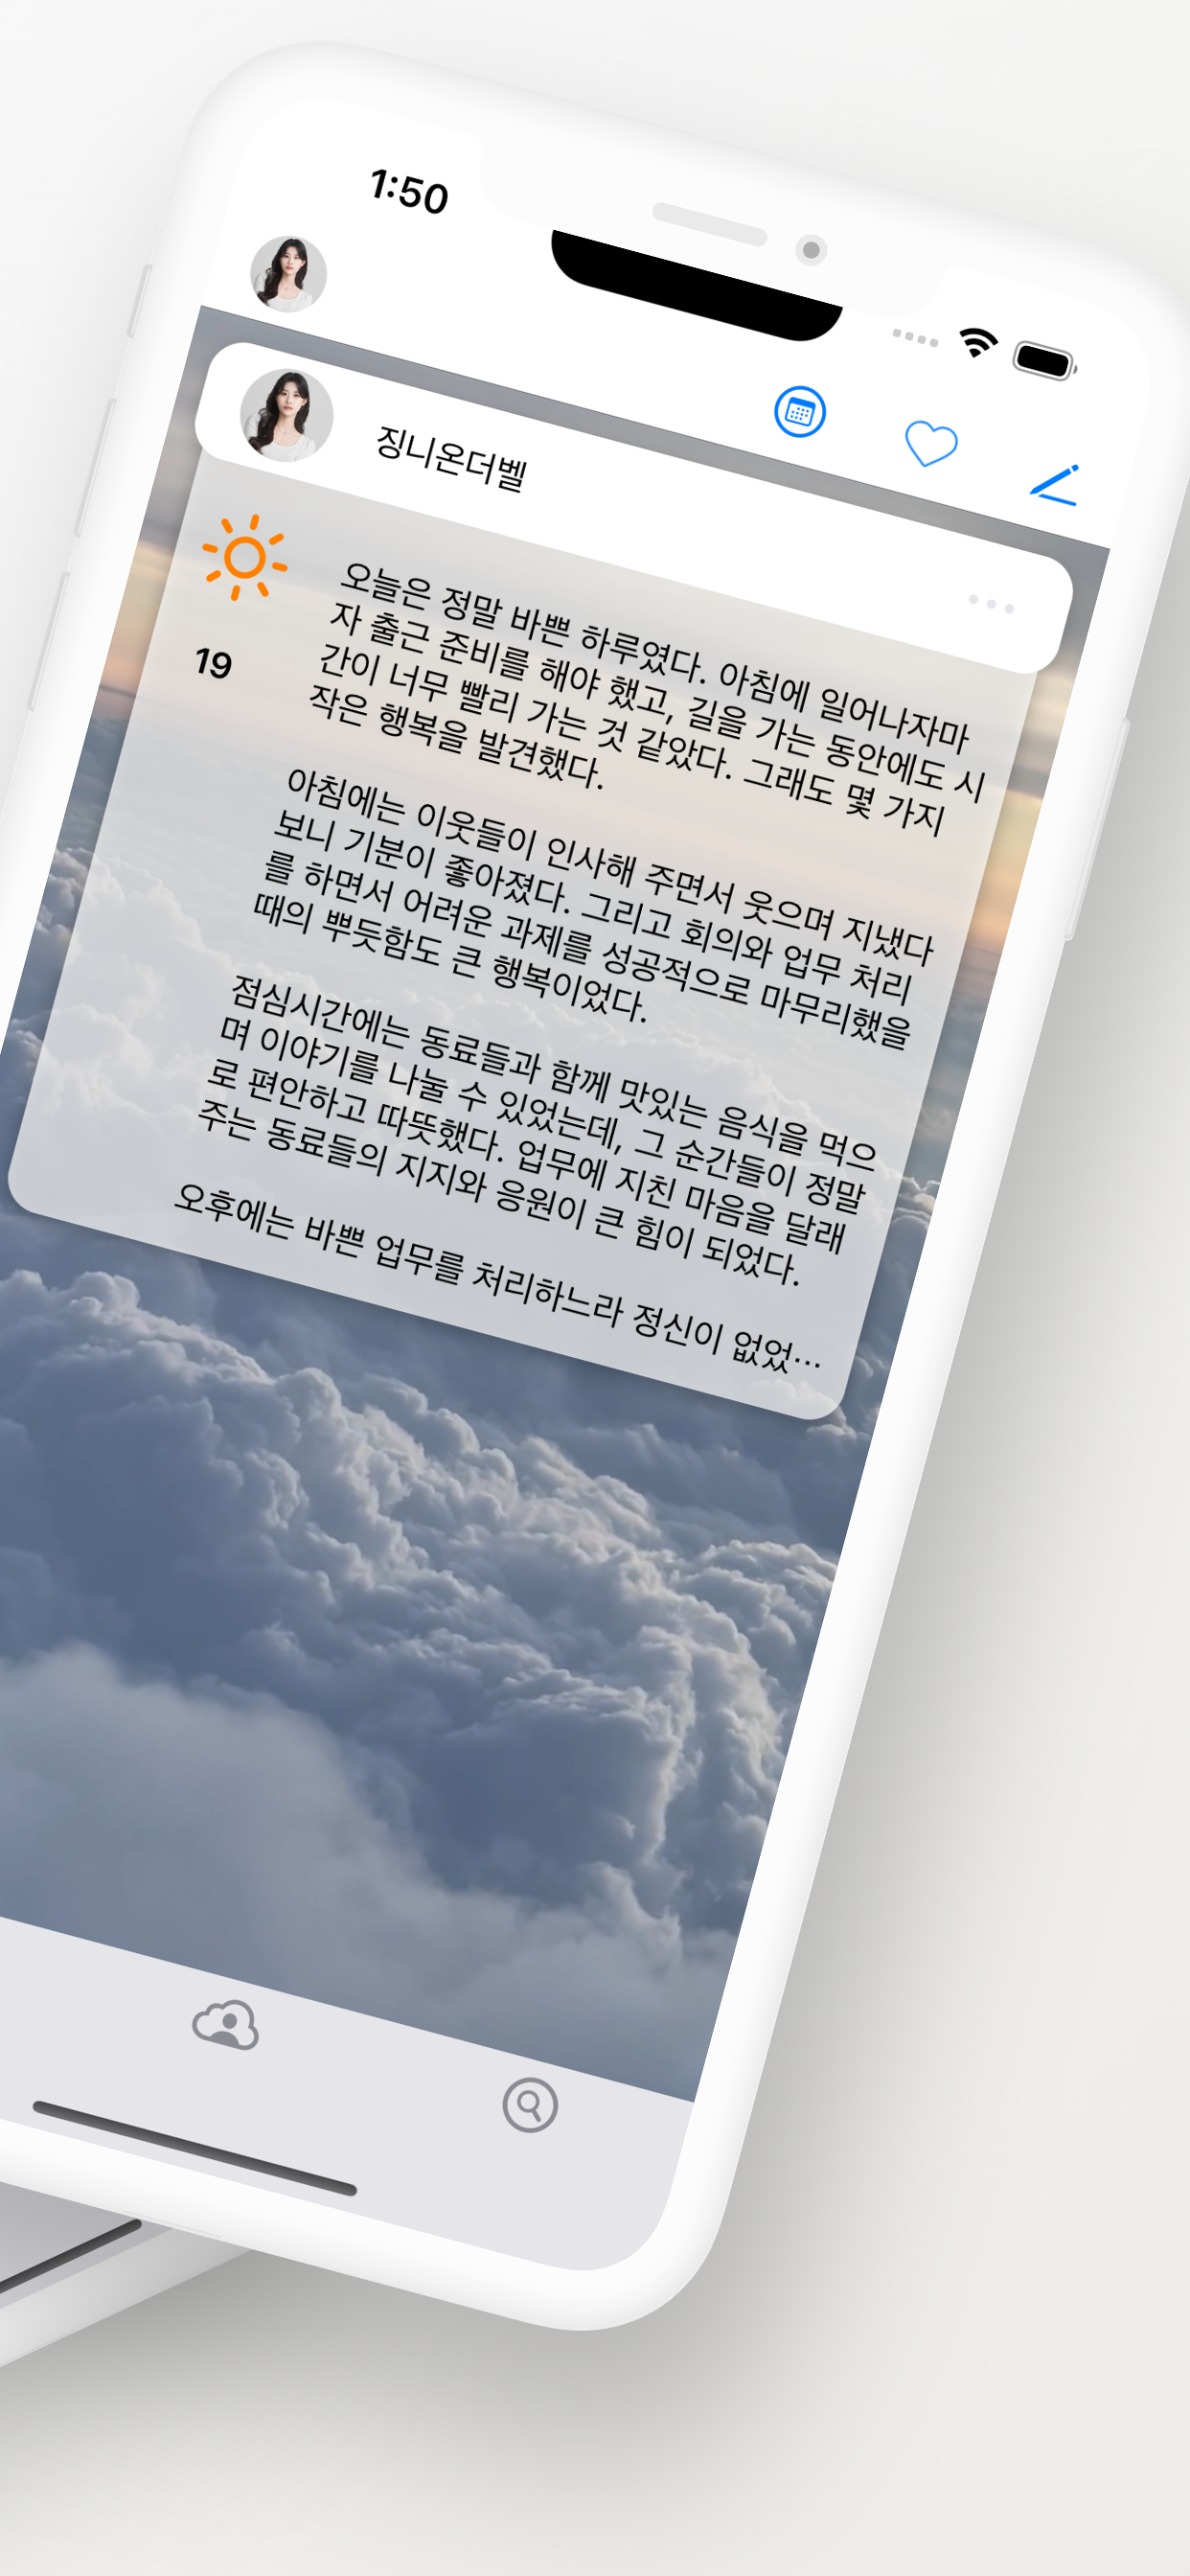 1:50
징니온더벨
19
오늘은 정말 바쁜 하루였다. 아침에 일어나자마
자 출근 준비를 해야 했고, 길을 가는 동안에도 시
간이 너무 빨리 가는 것 같았다. 그래도 몇 가지
작은 행복을 발견했다.
아침에는 이웃들이 인사해 주면서 웃으며 지냈다
보니 기분이 좋아졌다. 그리고 회의와 업무 처리
를 하면서 어려운 과제를 성공적으로 마무리했을
때의 뿌듯함도 큰 행복이었다.
점심시간에는 동료들과 함께 맛있는 음식을 먹으
며 이야기를 나눌 수 있었는데, 그 순간들이 정말
로 편안하고 따뜻했다. 업무에 지친 마음을 달래
주는 동료들의 지지와 응원이 큰 힘이 되었다.
오후에는 바쁜 업무를 처리하느라 정신이 없었…